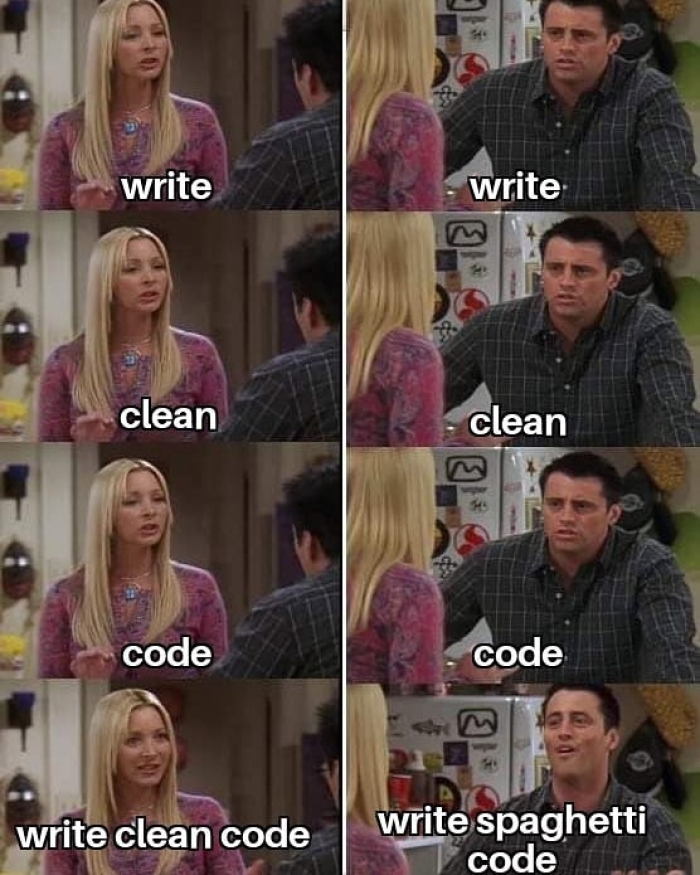 write
write
clean
clean
code
code
write clean code
write spaghetti
code